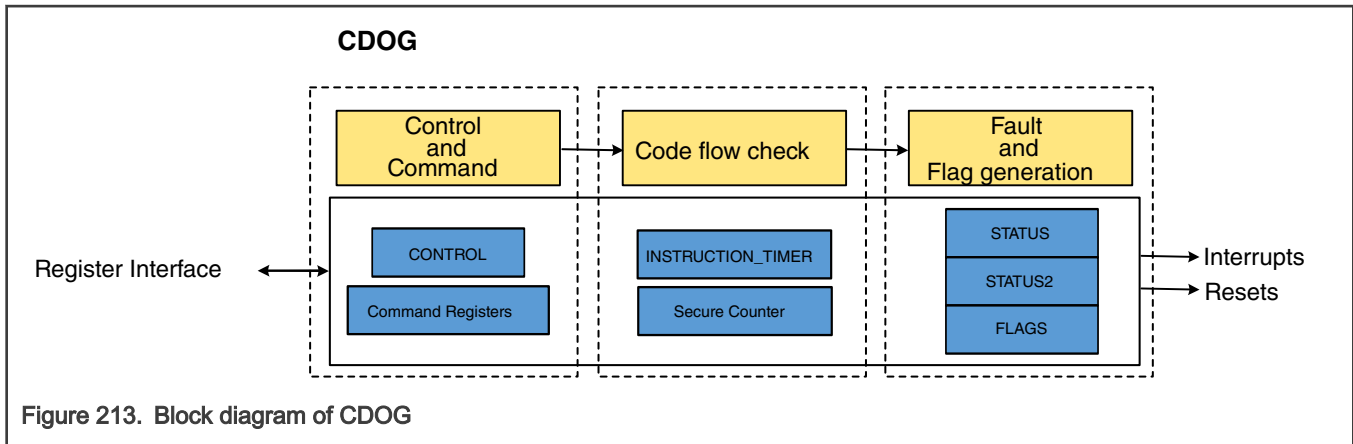 CDOG
Control
and
Command
Code flow check
Fault
and
Flag generation
Register Interface
CONTROL
Command Registers
INSTRUCTION_TIMER
Secure Counter
STATUS
STATUS2
FLAGS
Interrupts
Resets
Figure 213. Block diagram of CDOG